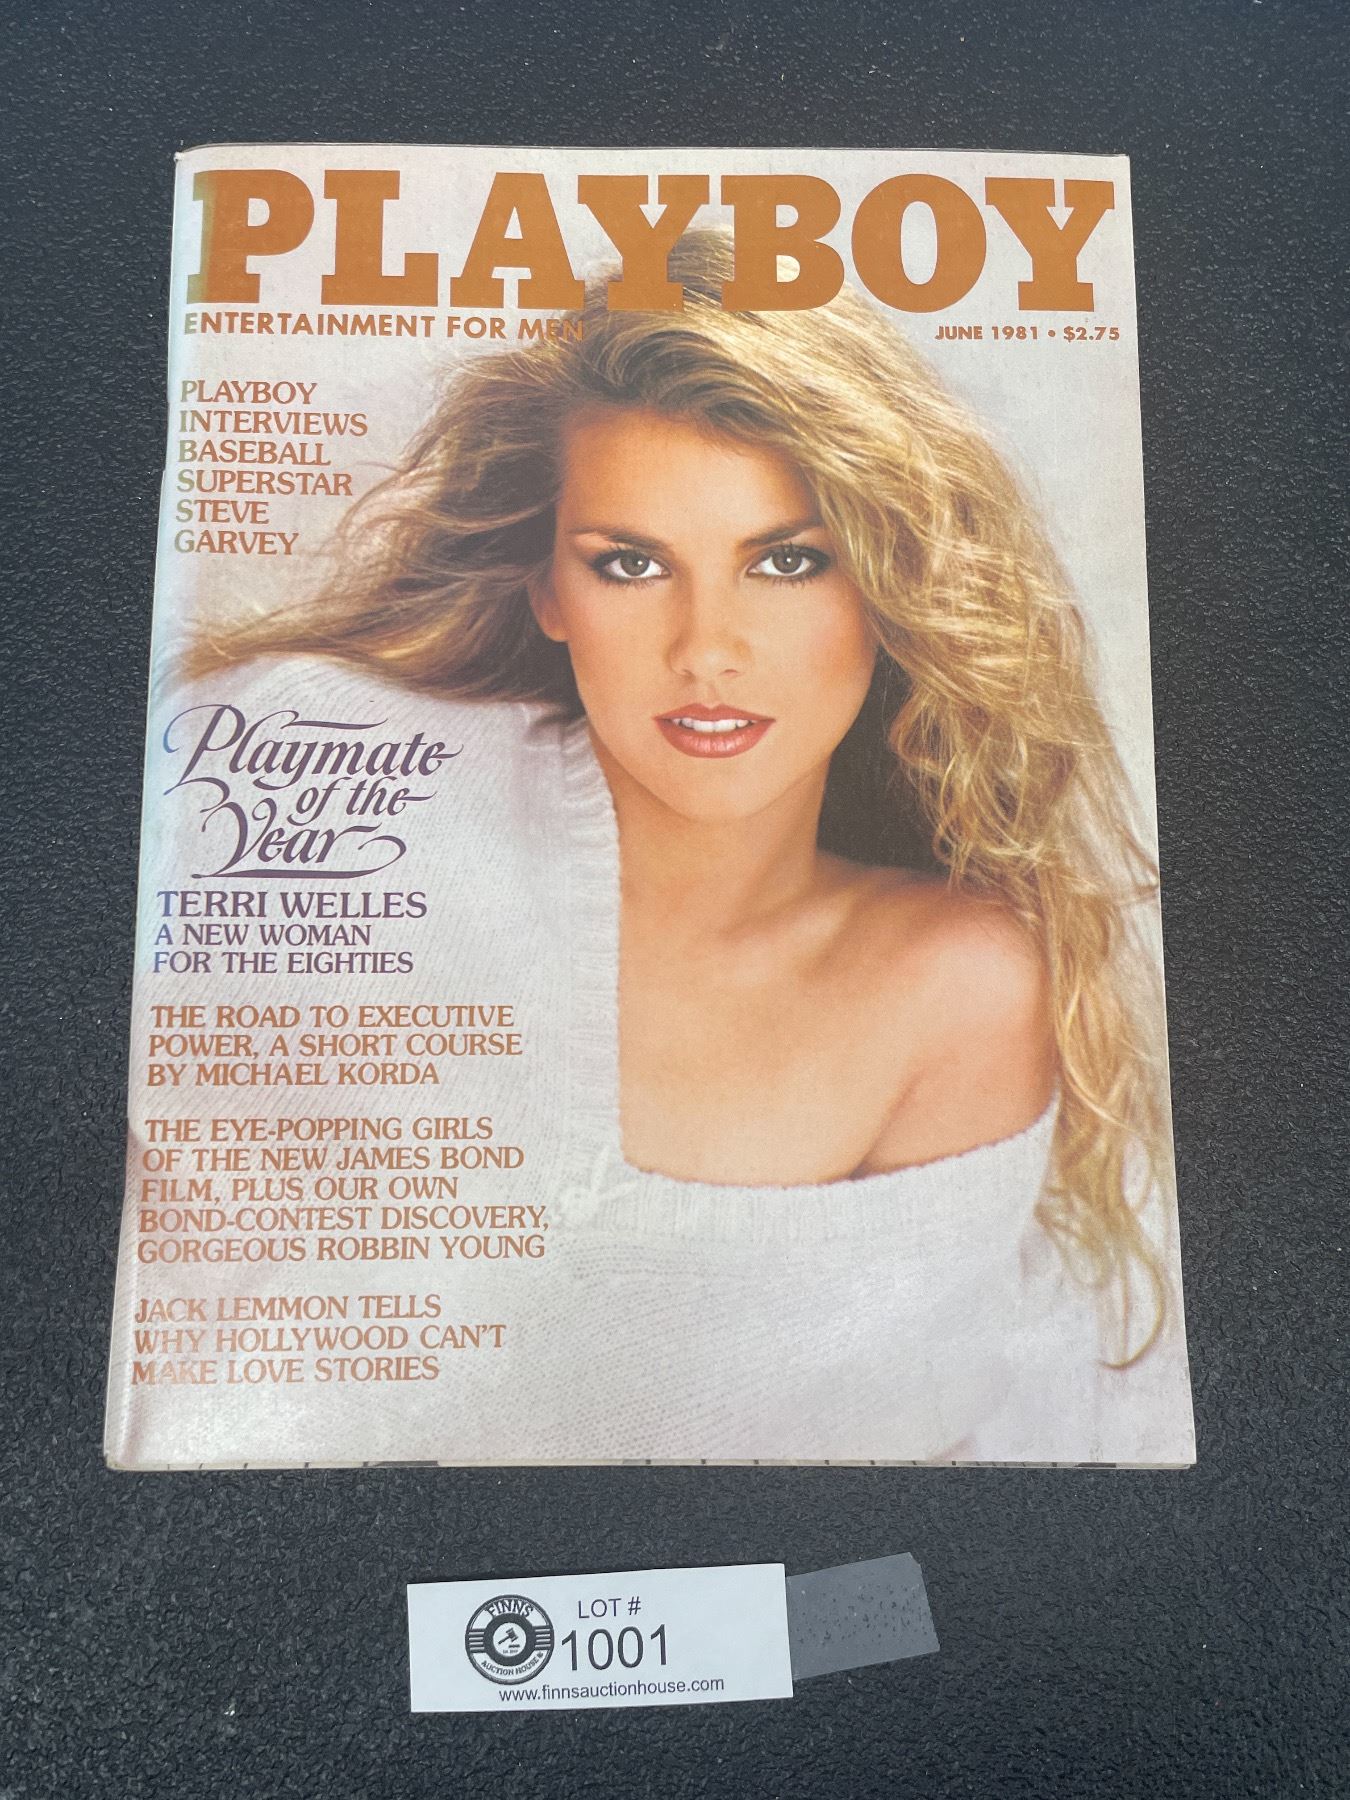 PLAYBOY
ENTERTAINMENT FOR MEN
JUNE 1981 • $2.75
PLAYBOY
INTERVIEWS
BASEBALL
SUPERSTAR
STEVE
GARVEY
Playmate
of the
Year
TERRI WELLES
A NEW WOMAN
FOR THE EIGHTIES
THE ROAD TO EXECUTIVE
POWER, A SHORT COURSE
BY MICHAEL KORDA
THE EYE-POPPING GIRLS
OF THE NEW JAMES BOND
FILM, PLUS OUR OWN
BOND-CONTEST DISCOVERY,
GORGEOUS ROBBIN YOUNG
JACK LEMMON TELLS
WHY HOLLYWOOD CAN'T
MAKE LOVE STORIES
FINNS
AUCTION HOUSE
LOT #
1001
www.finnsauctionhouse.com